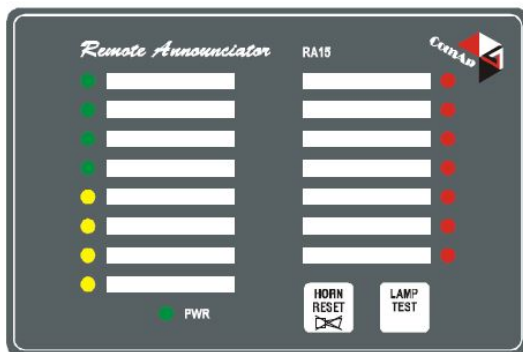 Remote Announciator
RA15
ComAp
PWR
HORN
RESET
LAMP
TEST